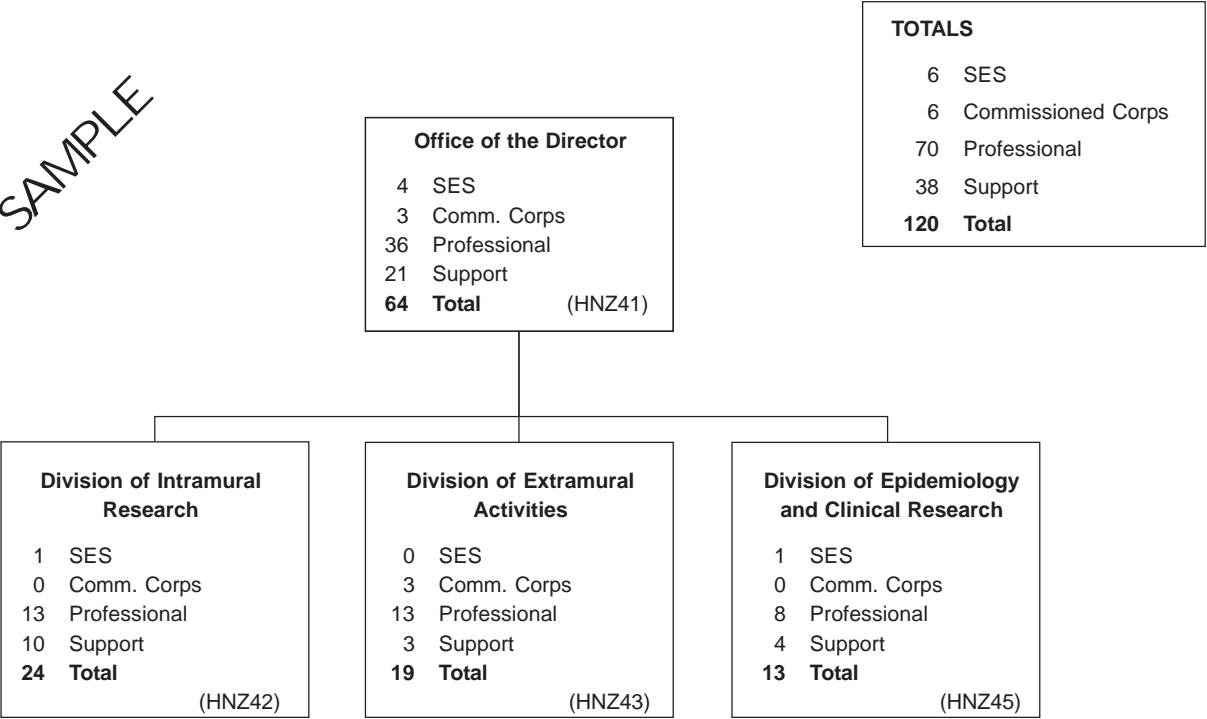 SAMPLE
TOTALS
6 SES
6 Commissioned Corps
70 Professional
38 Support
120 Total
Office of the Director
4 SES
3 Comm. Corps
36 Professional
21 Support
64 Total (HNZ41)
Division of Intramural
Research
1 SES
0 Comm. Corps
13 Professional
10 Support
24 Total
(HNZ42)
Division of Extramural
Activities
0 SES
3 Comm. Corps
13 Professional
3 Support
19 Total
(HNZ43)
Division of Epidemiology
and Clinical Research
1 SES
0 Comm. Corps
8 Professional
4 Support
13 Total
(HNZ45)